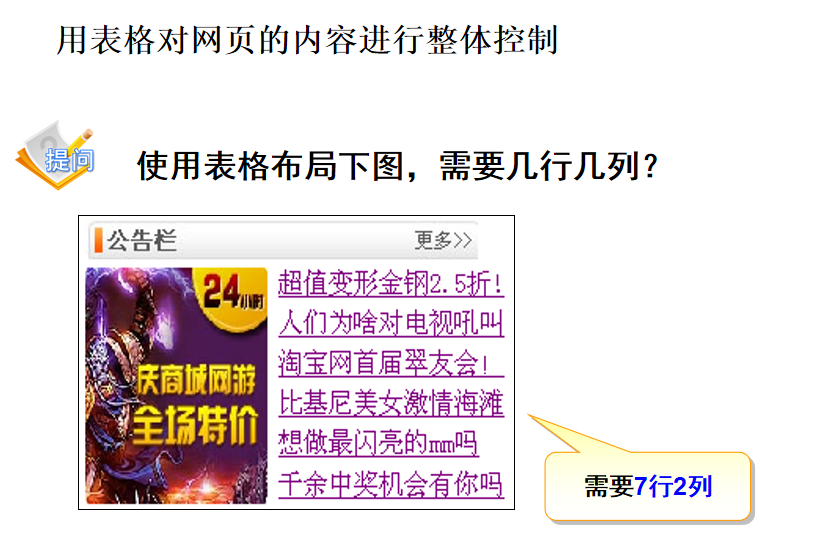 用表格对网页的内容进行整体控制
提问
使用表格布局下图，需要几行几列？
公告栏
更多>>
24小时
庆商城网游
全场特价
超值变形金钢2.5折！
人们为啥对电视吼叫
淘宝网首届翠友会！
比基尼美女激情海滩
想做最闪亮的mm吗
千余中奖机会有你吗
需要7行2列